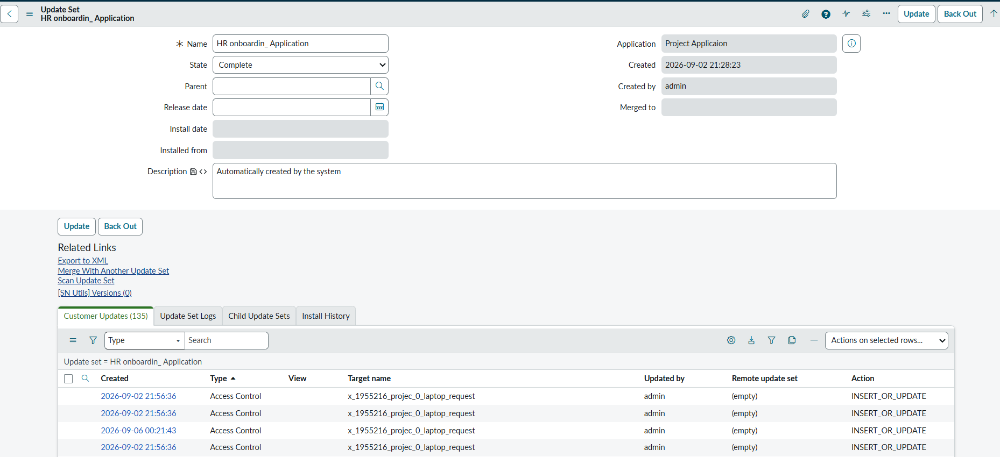 Update Set
HR onboardin_ Application
Update
Back Out
Name
HR onboardin_ Application
State
Complete
Parent
Release date
Install date
Installed from
Description
Automatically created by the system
Application
Project Applicaion
Created
2026-09-02 21:28:23
Created by
admin
Merged to
Update
Back Out
Related Links
Export to XML
Merge With Another Update Set
Scan Update Set
[SN Utils] Versions (0)
Customer Updates (135)
Update Set Logs
Child Update Sets
Install History
Type
Search
Actions on selected rows...
Update set = HR onboardin_ Application
Created Type View Target name Updated by Remote update set Action
2026-09-02 21:56:36 Access Control x_1955216_projec_0_laptop_request admin (empty) INSERT_OR_UPDATE
2026-09-02 21:56:36 Access Control x_1955216_projec_0_laptop_request admin (empty) INSERT_OR_UPDATE
2026-09-06 00:21:43 Access Control x_1955216_projec_0_laptop_request admin (empty) INSERT_OR_UPDATE
2026-09-02 21:56:36 Access Control x_1955216_projec_0_laptop_request admin (empty) INSERT_OR_UPDATE